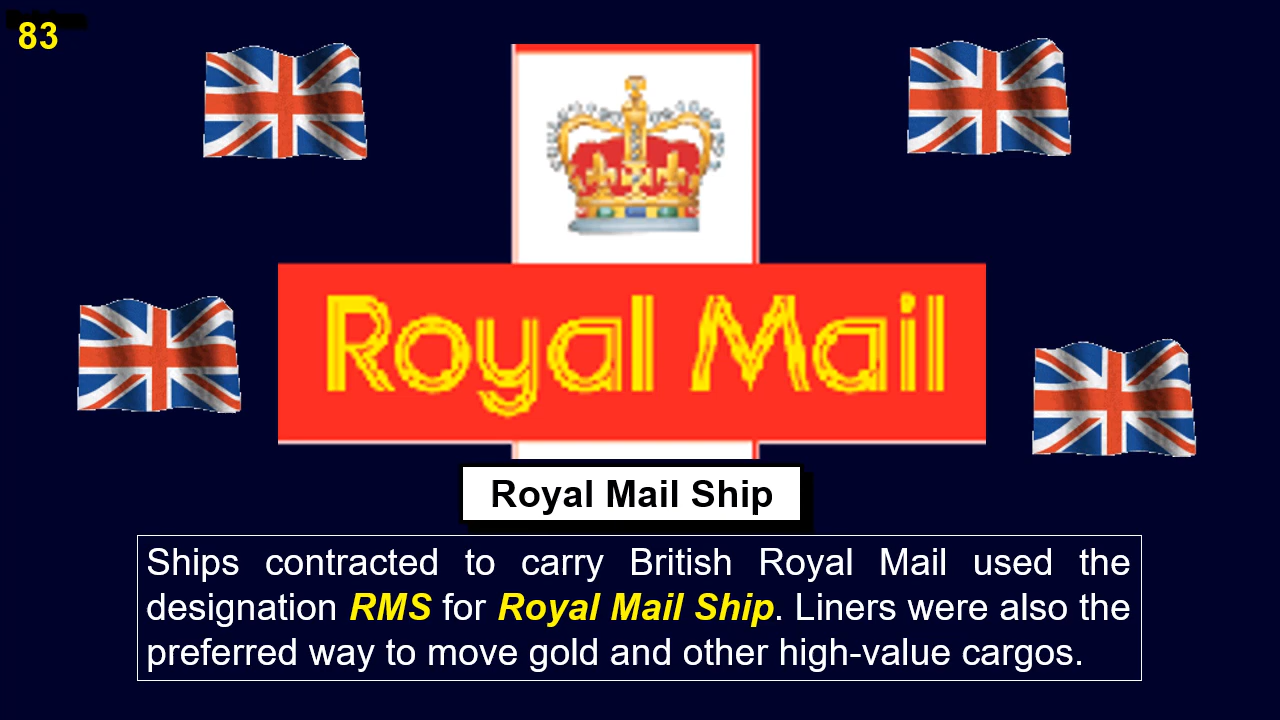 83
Royal Mail
Royal Mail Ship
Ships contracted to carry British Royal Mail used the
designation RMS for Royal Mail Ship. Liners were also the
preferred way to move gold and other high-value cargos.